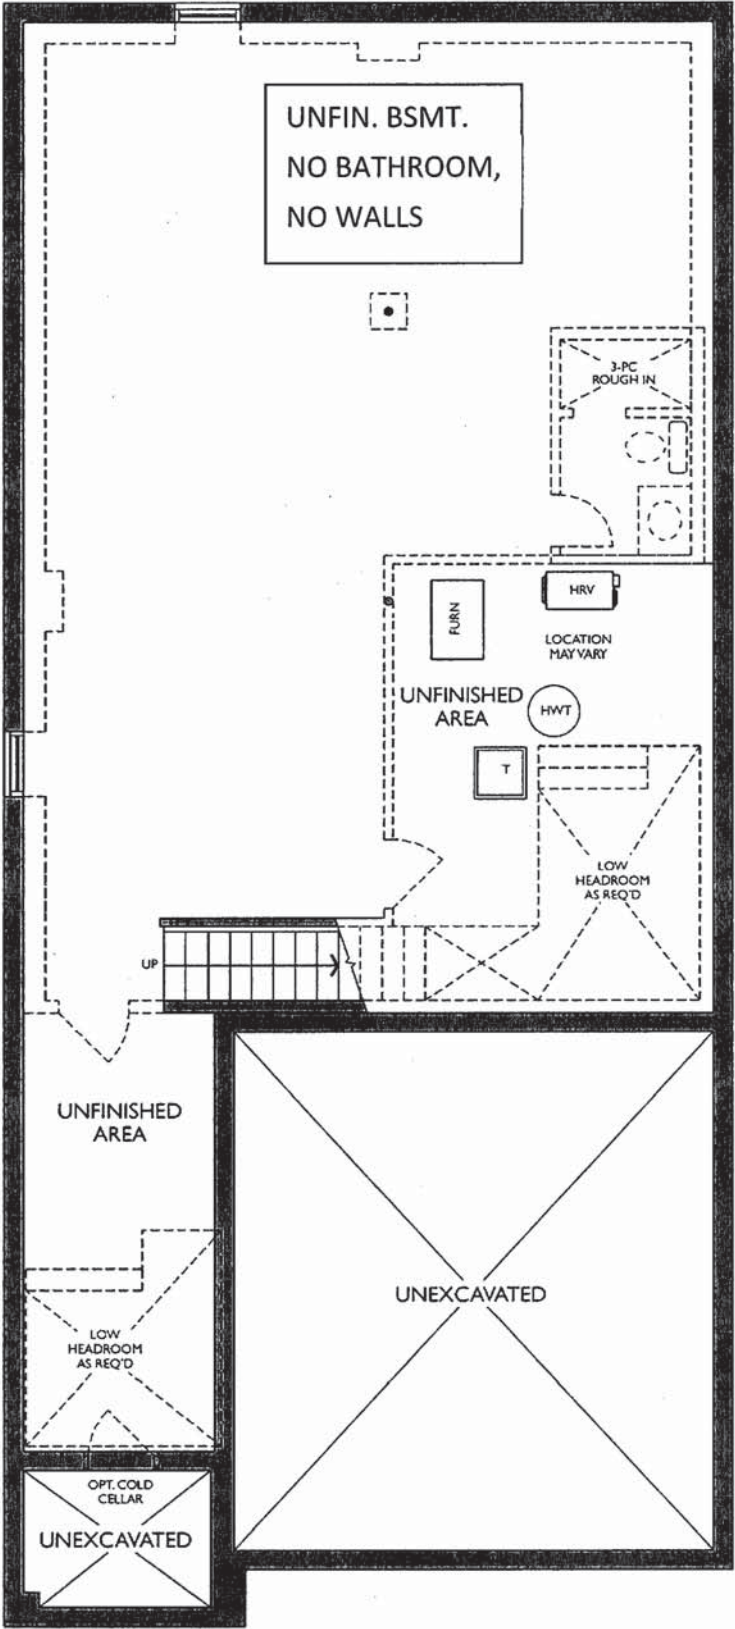 UNFIN. BSMT.
NO BATHROOM,
NO WALLS
3-PC
ROUGH IN
FURN
HRV
LOCATION
MAY VARY
UNFINISHED
AREA
HWT
T
LOW
HEADROOM
AS REQ'D
UP
UNFINISHED
AREA
UNEXCAVATED
LOW
HEADROOM
AS REQ'D
OPT. COLD
CELLAR
UNEXCAVATED